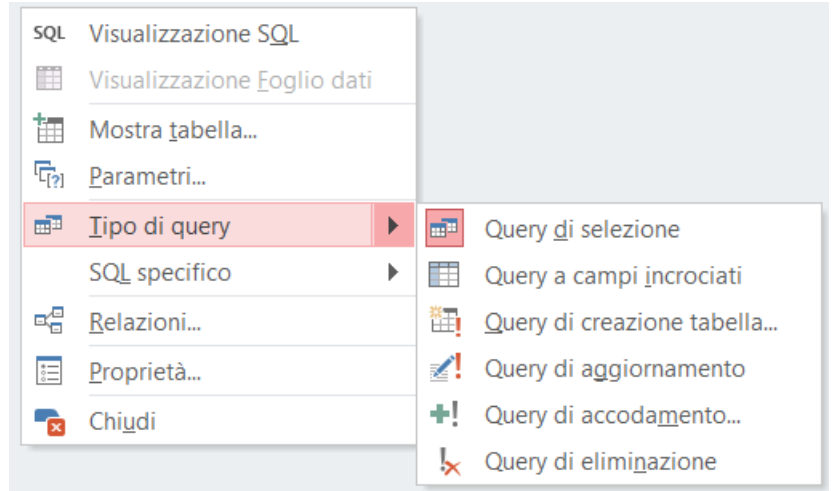 SQL Visualizzazione SQL
Visualizzazione Foglio dati
Mostra tabella...
[?] Parametri...
Tipo di query
SQL specifico
Relazioni...
Proprietà...
Chiudi
Query di selezione
Query a campi incrociati
Query di creazione tabella...
Query di aggiornamento
Query di accodamento...
Query di eliminazione